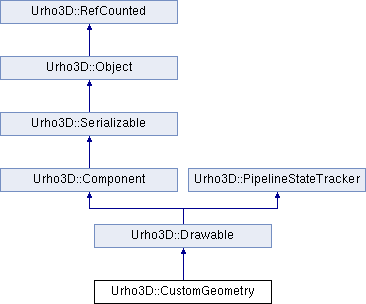 Urho3D::RefCounted
Urho3D::Object
Urho3D::Serializable
Urho3D::Component Urho3D::PipelineStateTracker
Urho3D::Drawable
Urho3D::CustomGeometry